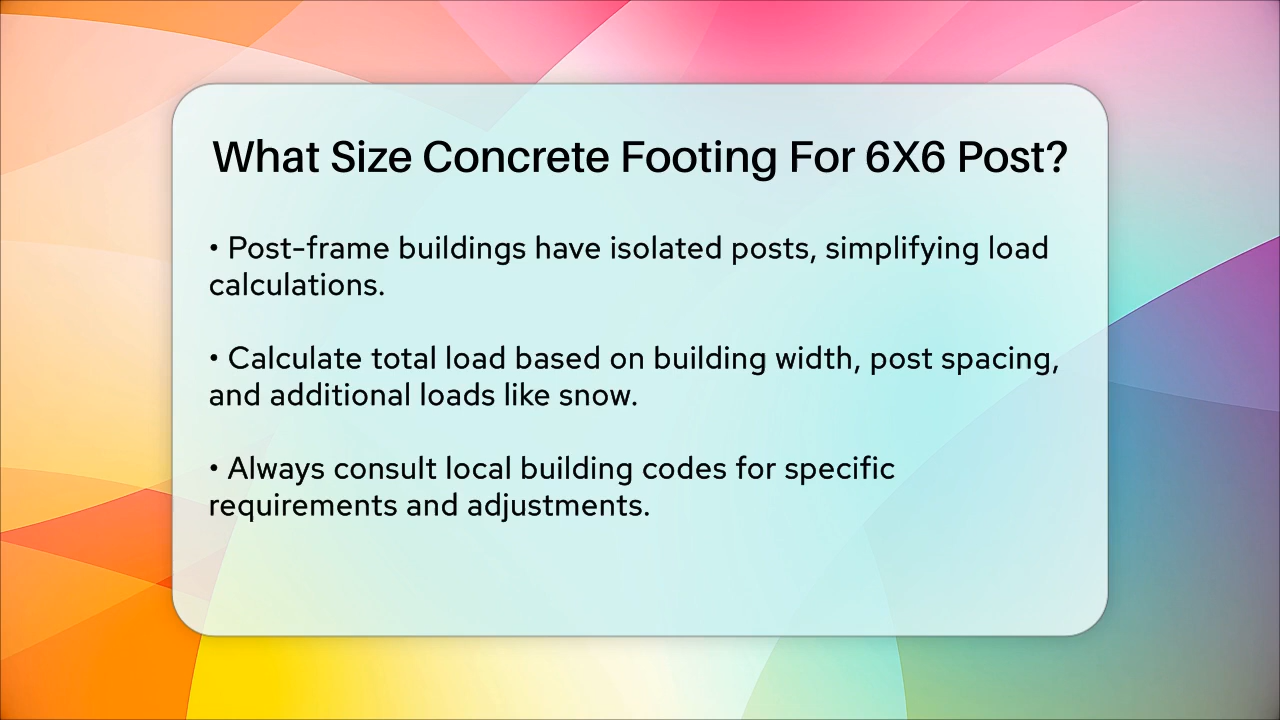 What Size Concrete Footing For 6X6 Post?
• Post-frame buildings have isolated posts, simplifying load
calculations.
• Calculate total load based on building width, post spacing,
and additional loads like snow.
• Always consult local building codes for specific
requirements and adjustments.